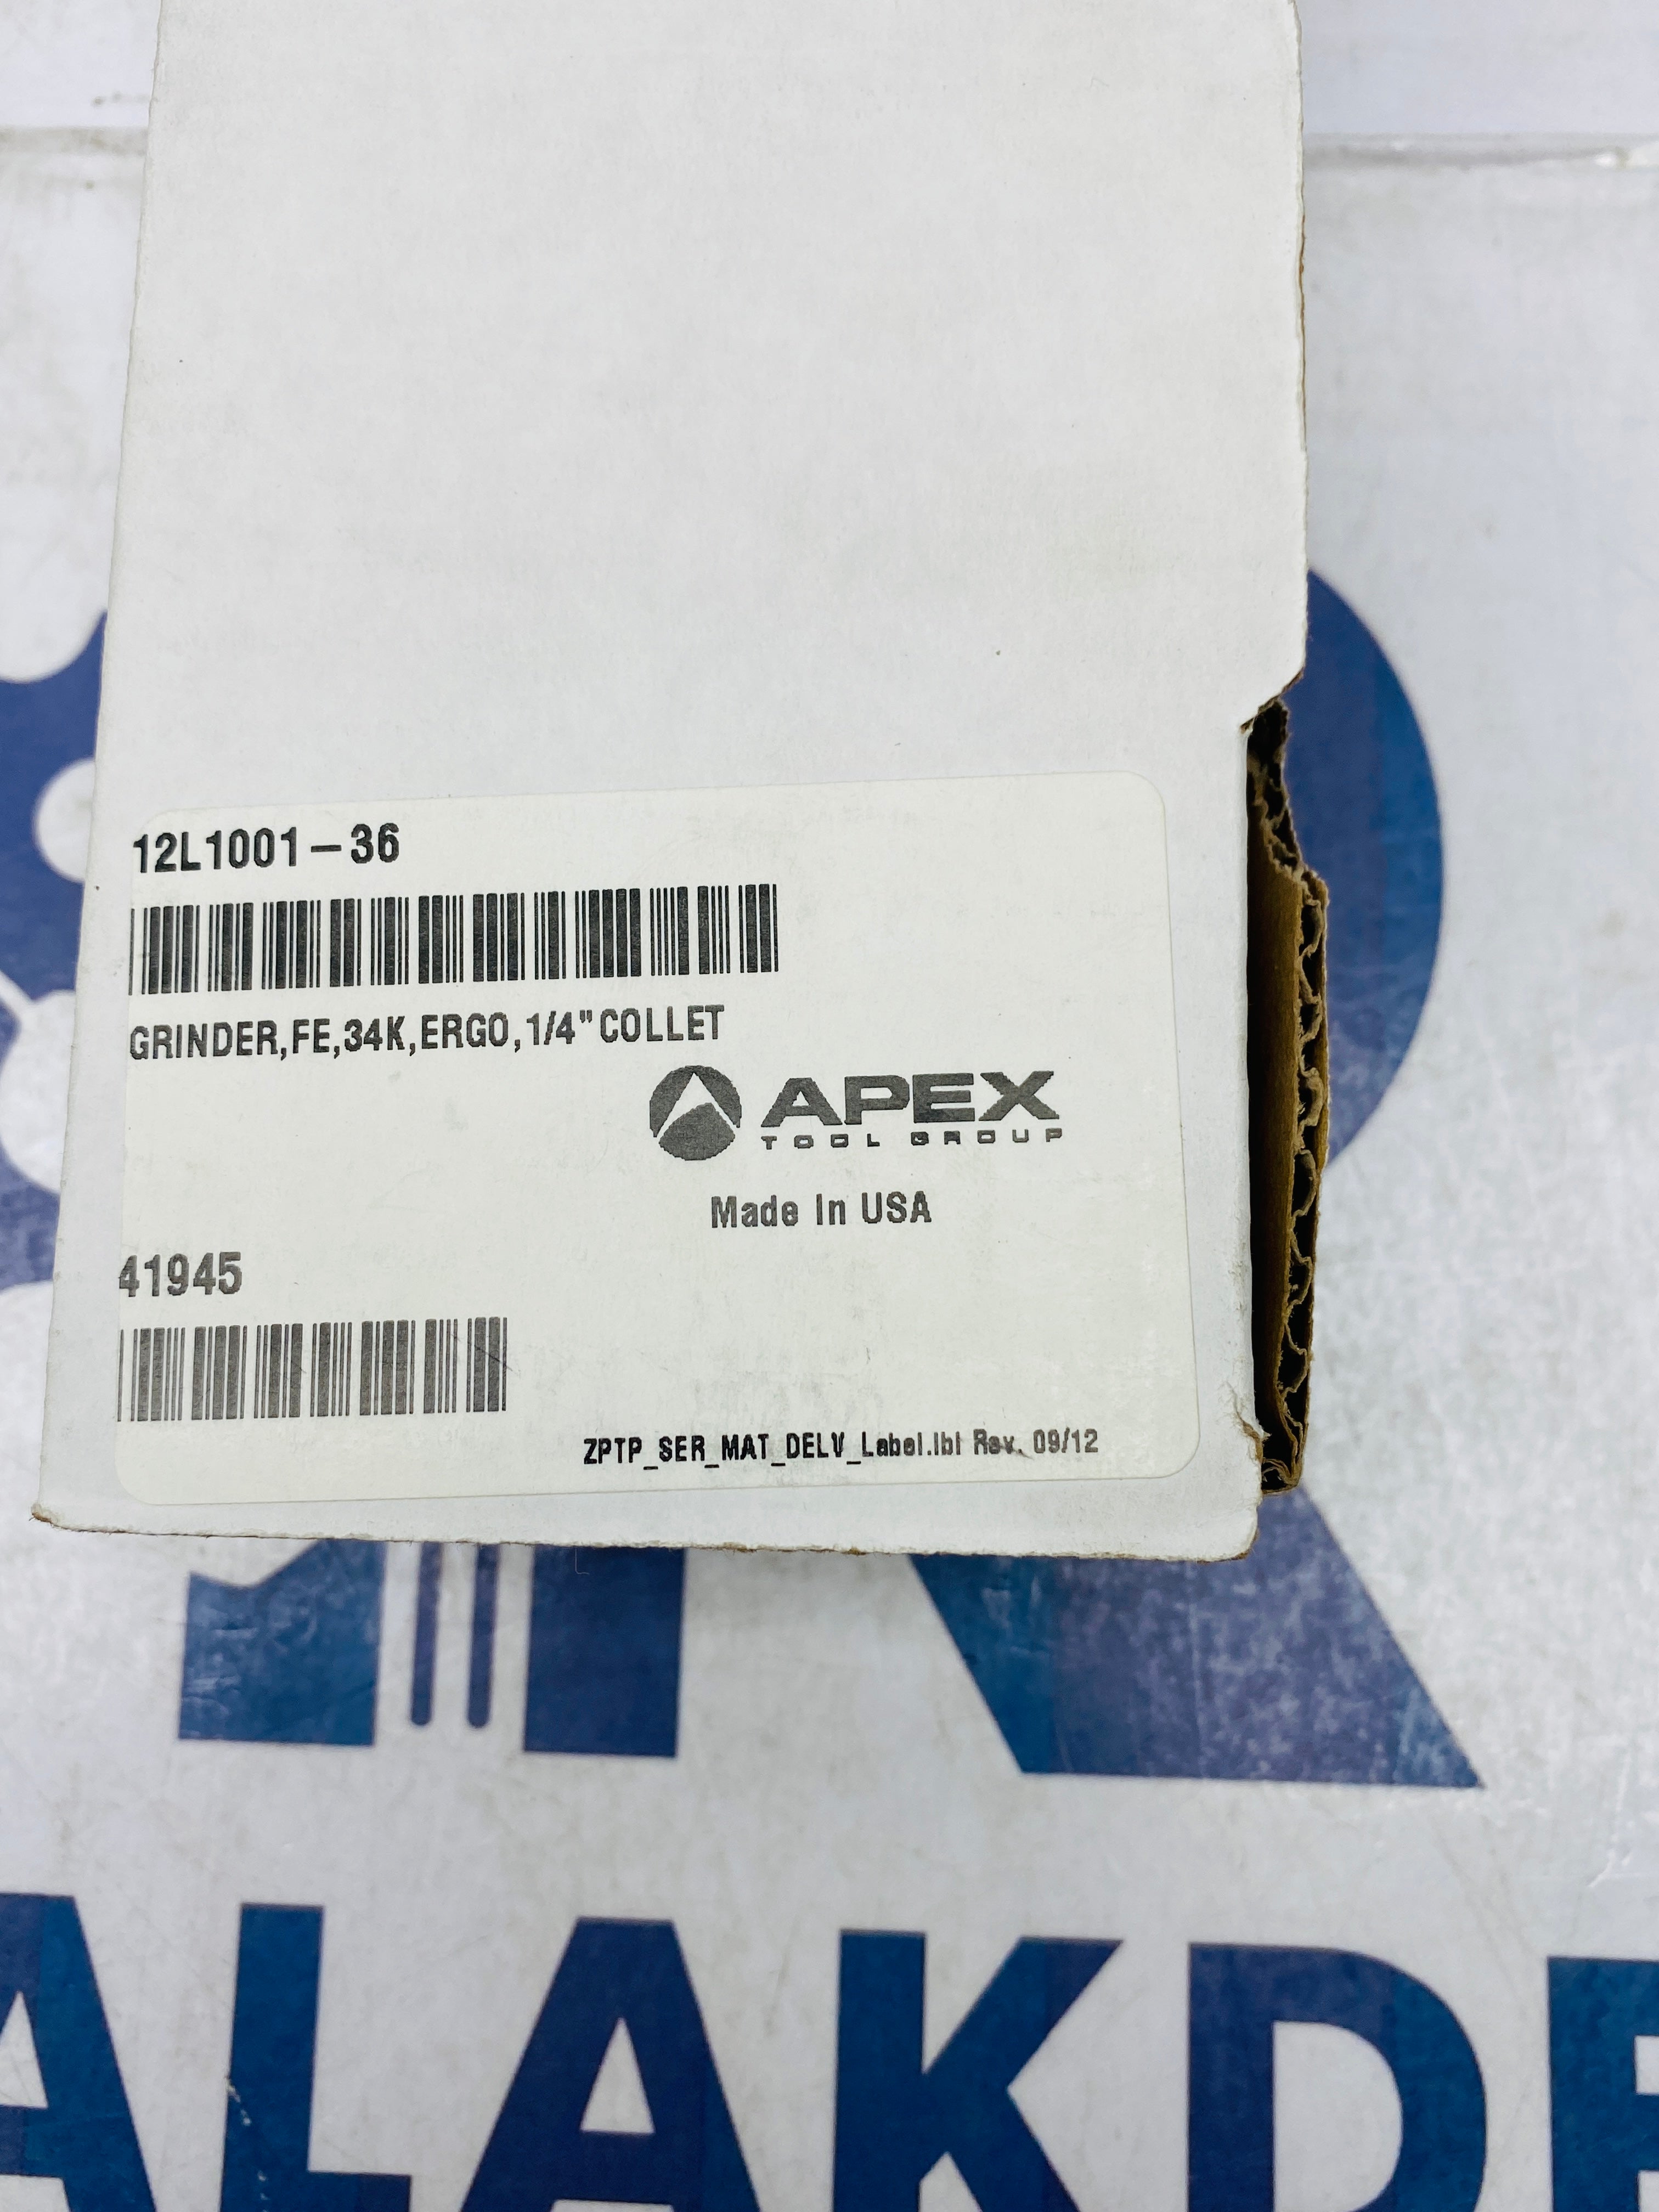 12L1001-36
GRINDER,FE,34K,ERGO,1/4"COLLET
APEX
TOOL GROUP
Made In USA
41945
ZPTP_SER_MAT_DELV_Label.lbl Rev. 09/12
R
ALAKDE